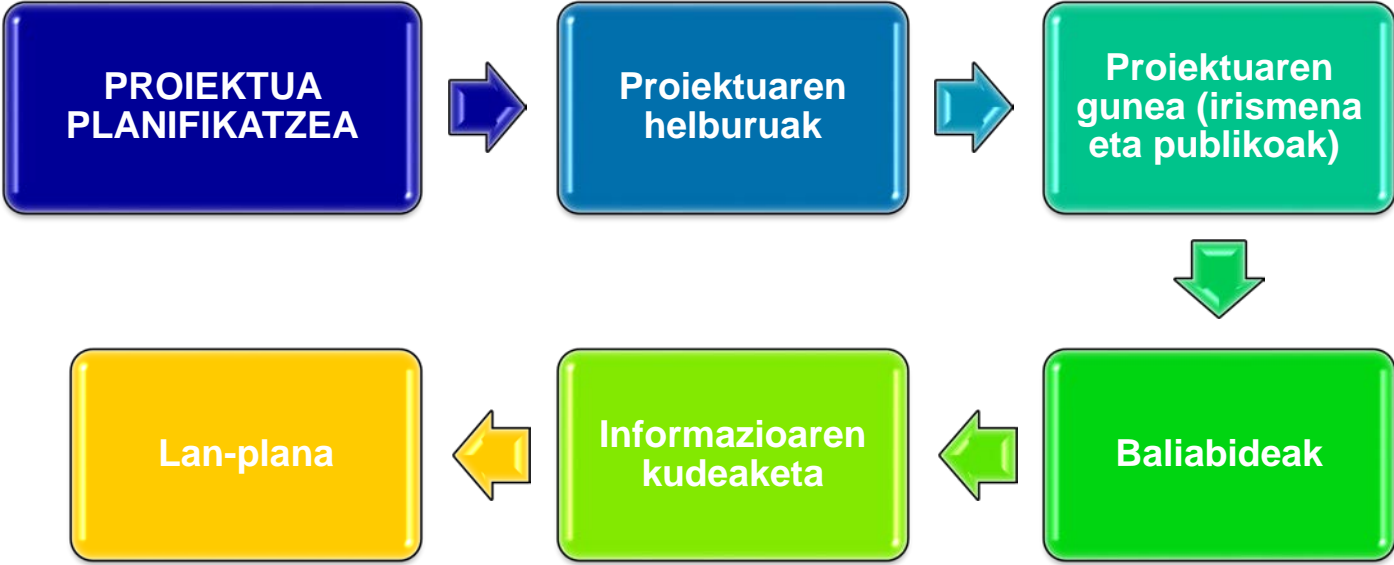 PROIEKTUA
PLANIFIKATZEA
Proiektuaren
helburuak
Proiektuaren
gunea (irismena
eta publikoak)
Baliabideak
Informazioaren
kudeaketa
Lan-plana